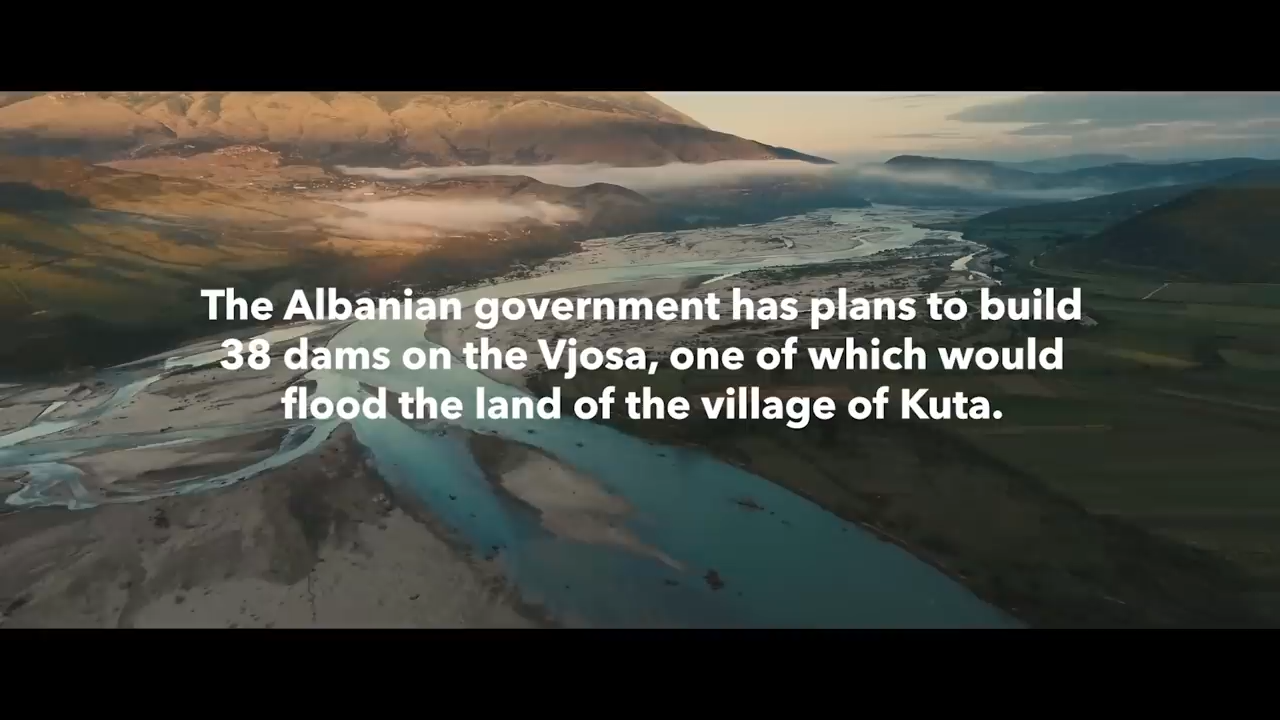 The Albanian government has plans to build
38 dams on the Vjosa, one of which would
flood the land of the village of Kuta.